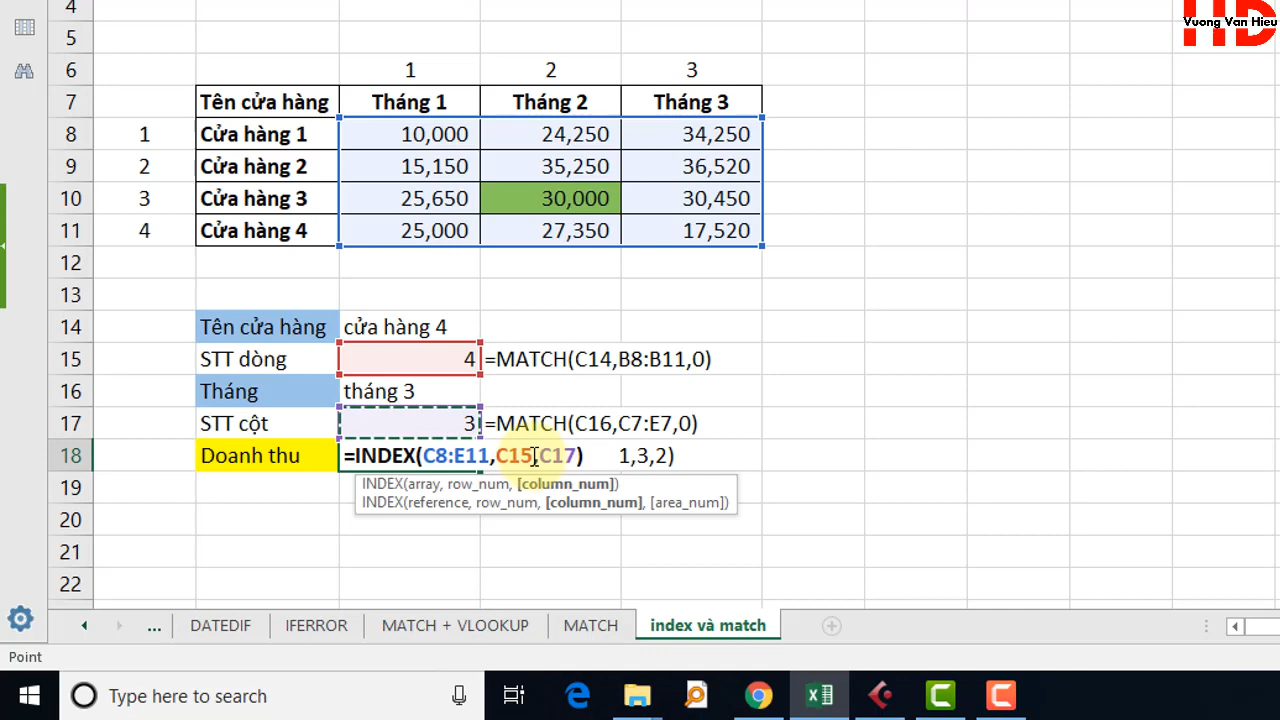 HD
Vuong Van Hieu
4
5
6 1 2 3
7 Tên cửa hàng Tháng 1 Tháng 2 Tháng 3
8 1 Cửa hàng 1 10,000 24,250 34,250
9 2 Cửa hàng 2 15,150 35,250 36,520
10 3 Cửa hàng 3 25,650 30,000 30,450
11 4 Cửa hàng 4 25,000 27,350 17,520
12
13
14 Tên cửa hàng cửa hàng 4
15 STT dòng 4 =MATCH(C14,B8:B11,0)
16 Tháng tháng 3
17 STT cột 3 =MATCH(C16,C7:E7,0)
18 Doanh thu =INDEX(C8:E11,C15,C17) 1,3,2)
INDEX(array, row_num, [column_num])
19
INDEX(reference, row_num, [column_num], [area_num])
20
21
22
... DATEDIF IFERROR MATCH + VLOOKUP MATCH index và match
Point
Type here to search